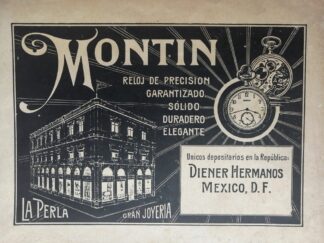 MONTIN
RELOJ DE PRECISION
GARANTIZADO
SÓLIDO
DURADERO
ELEGANTE
Unicos depositarios en la República:
DIENER HERMANOS
MEXICO, D. F.
LA PERLA
GRAN JOYERIA